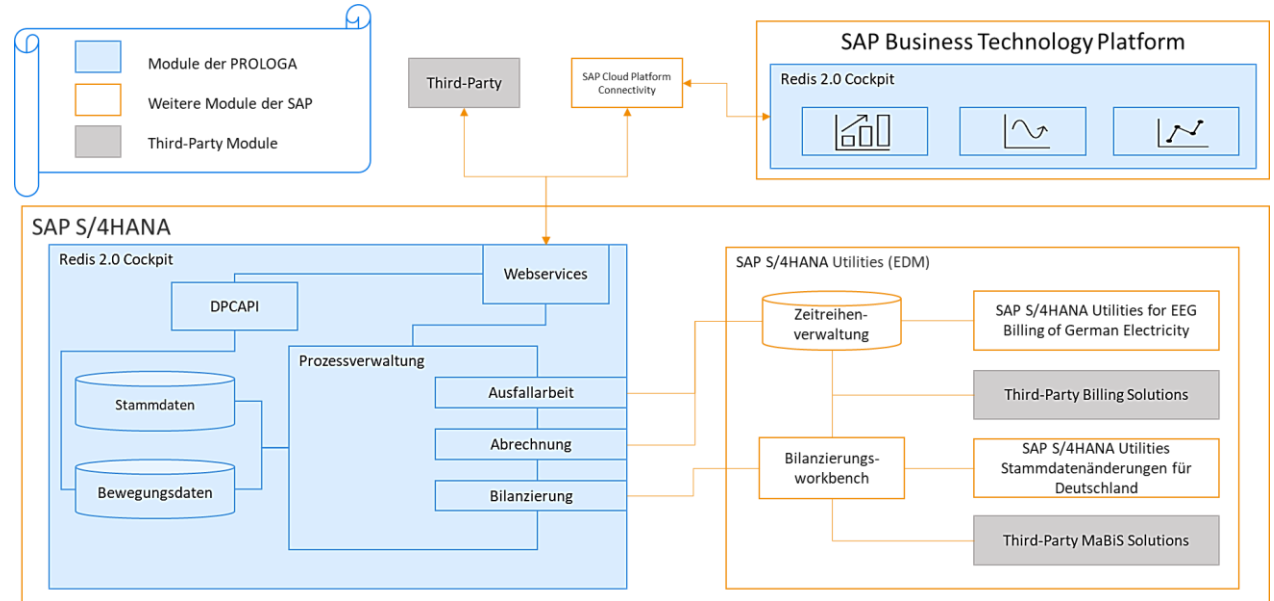 Module der PROLOGA
Weitere Module der SAP
Third-Party Module
Third-Party
SAP Cloud Platform
Connectivity
SAP Business Technology Platform
Redis 2.0 Cockpit
SAP S/4HANA
Redis 2.0 Cockpit
Webservices
DPCAPI
Prozessverwaltung
Stammdaten
Bewegungsdaten
Ausfallarbeit
Abrechnung
Bilanzierung
SAP S/4HANA Utilities (EDM)
Zeitreihen-
verwaltung
SAP S/4HANA Utilities for EEG
Billing of German Electricity
Third-Party Billing Solutions
Bilanzierungs-
workbench
SAP S/4HANA Utilities
Stammdatenänderungen für
Deutschland
Third-Party MaBiS Solutions